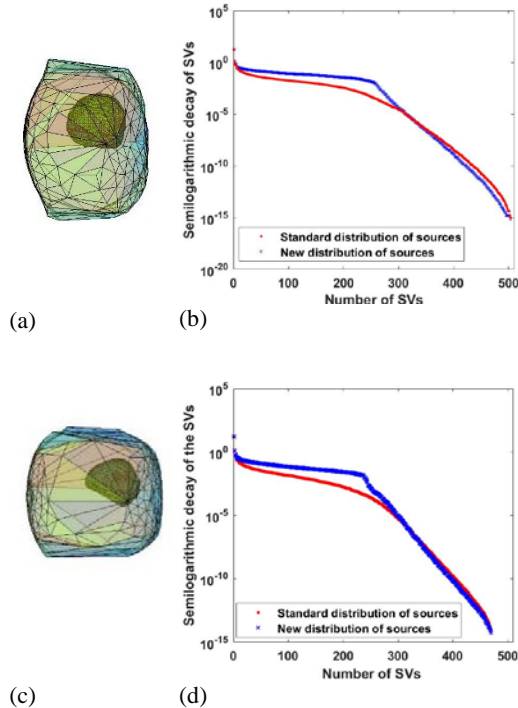 10^5
10^0
10^-5
10^-10
10^-15
10^-20
Semilogarithmic decay of SVs
Standard distribution of sources
New distribution of sources
0 100 200 300 400 500
Number of SVs
(a) (b)
10^5
10^0
10^-5
10^-10
10^-15
Semilogarithmic decay of the SVs
Standard distribution of sources
New distribution of sources
0 100 200 300 400 500
Number of SVs
(c) (d)